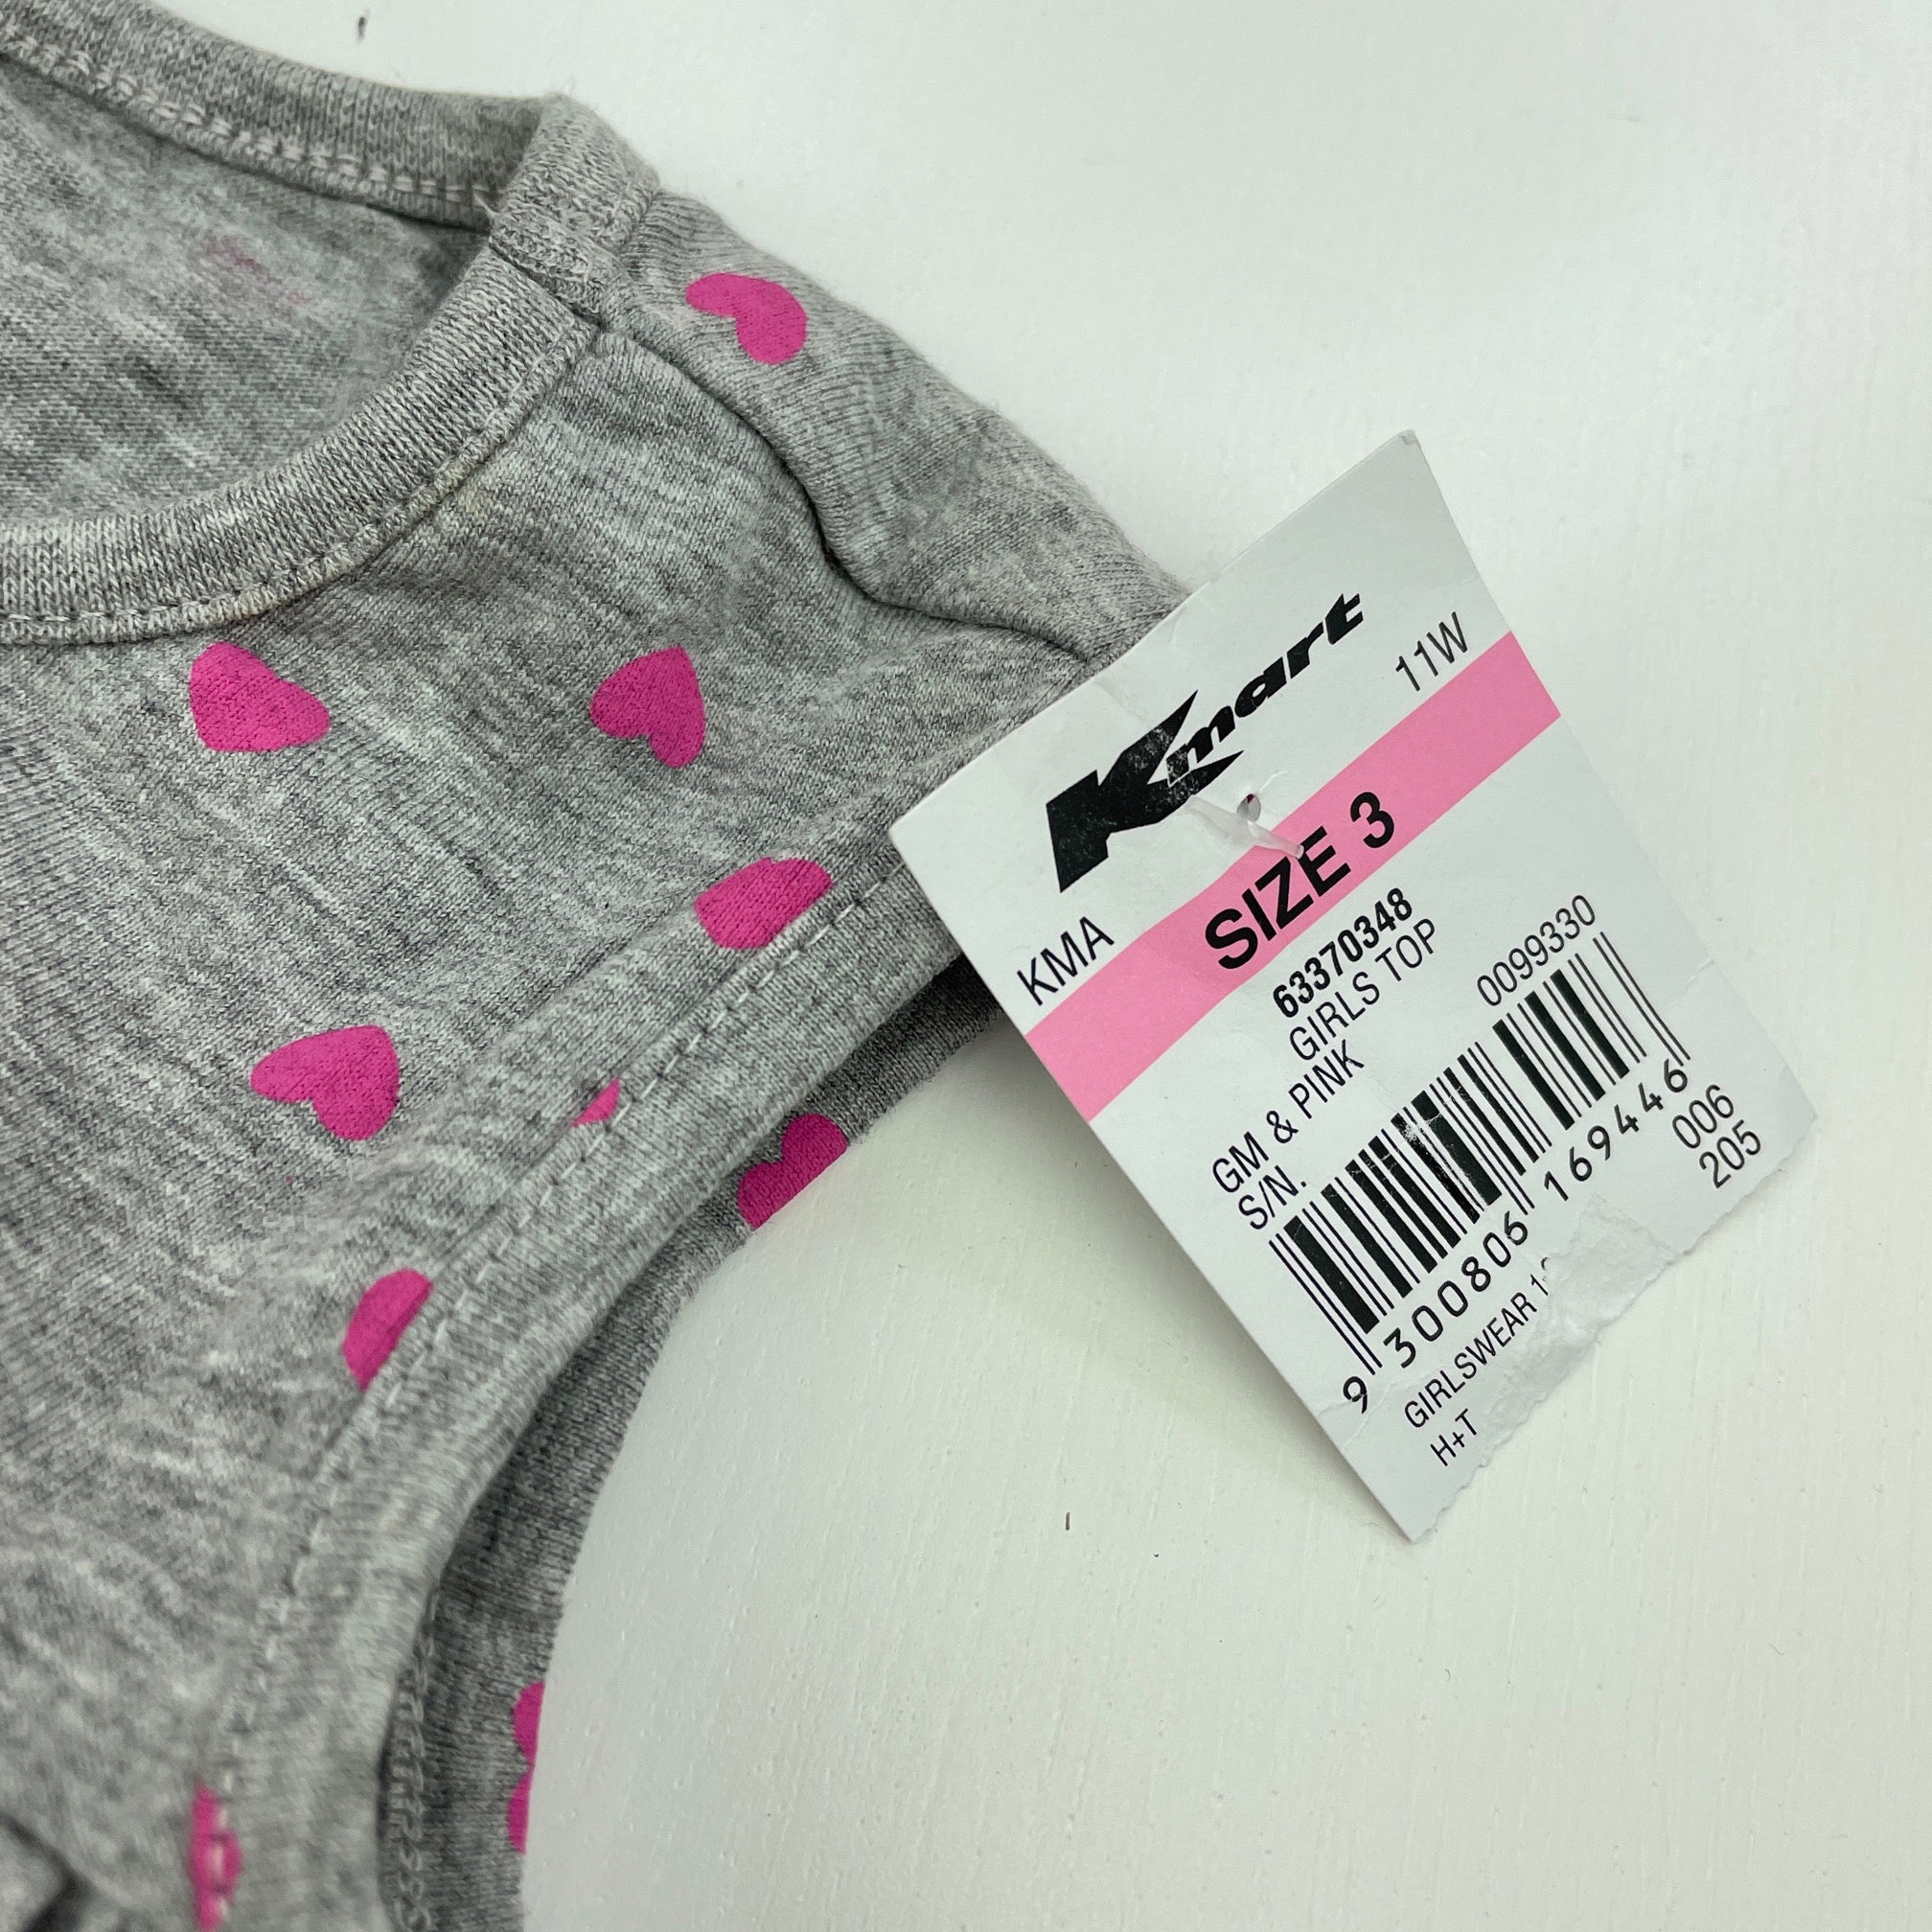 Kmart
11W
KMA
SIZE 3
63370348
GIRLS TOP
GM & PINK
S/N.
0099330
9 300806 169446
006
205
GIRLSWEAR
H+T